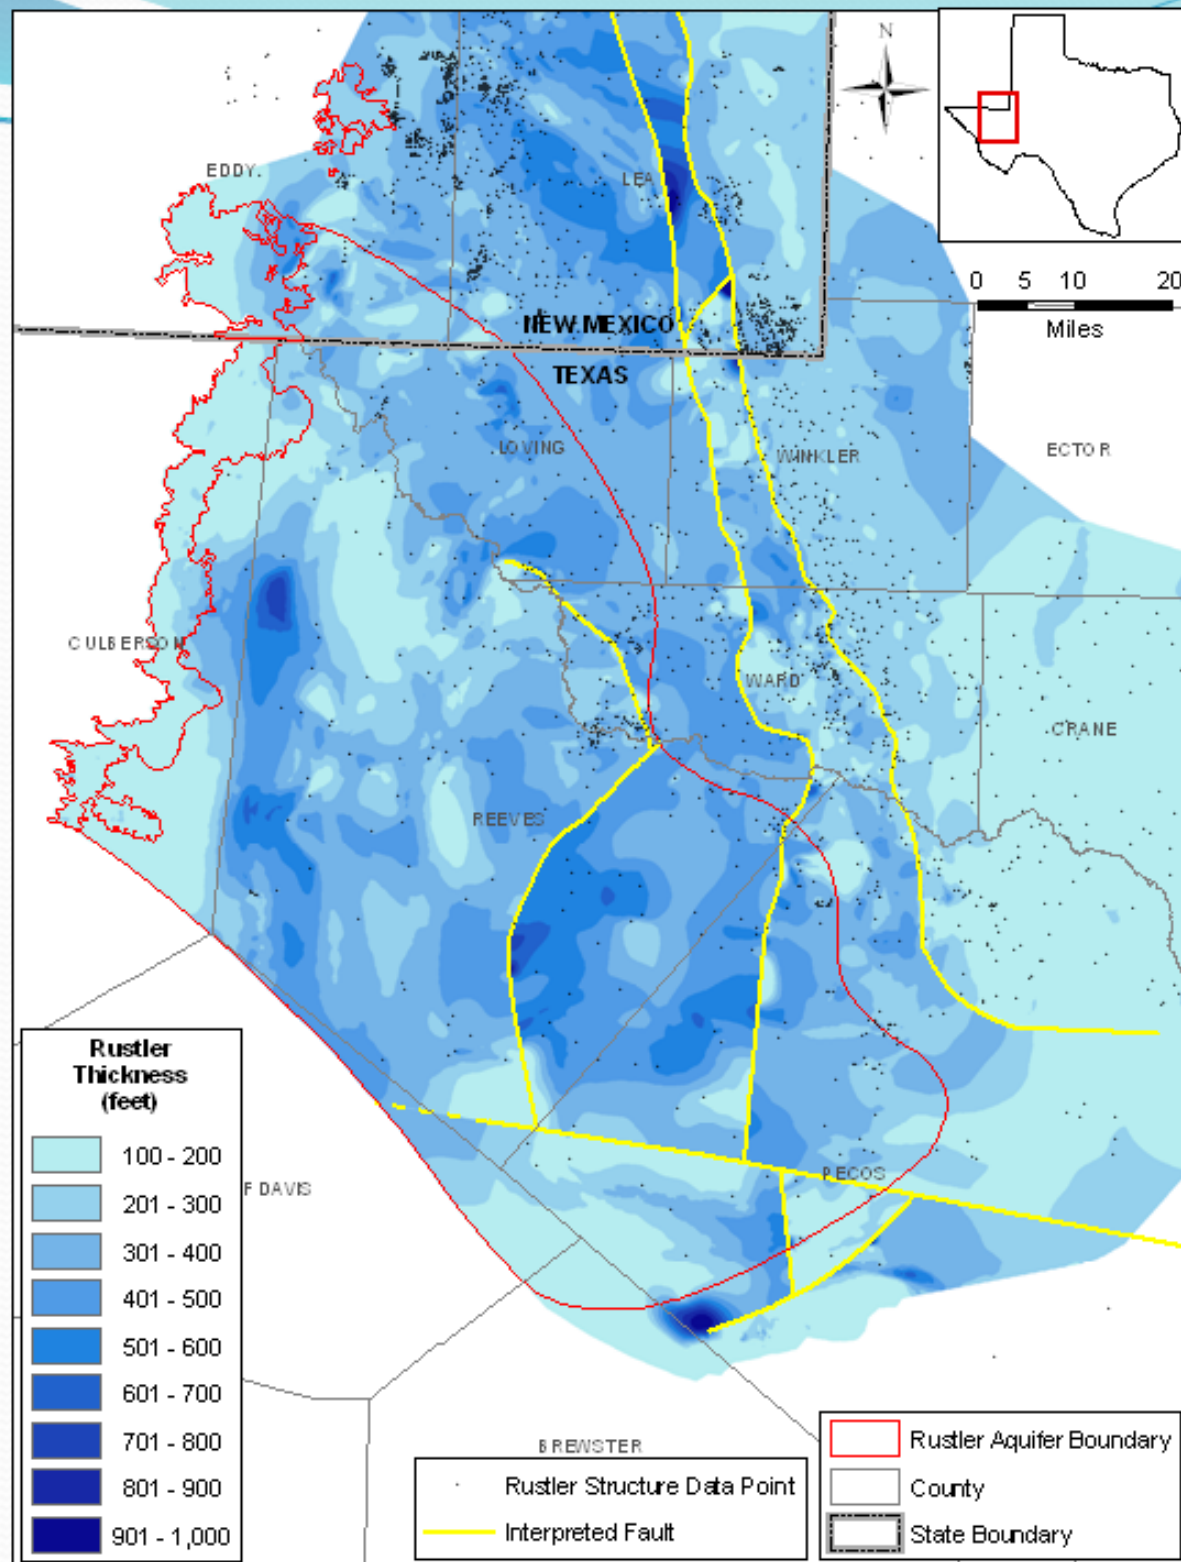 N
EDDY.
LEA
0 5 10 20
Miles
NEW MEXICO
TEXAS
LOVING
WINKLER
ECTOR
CULBERSON
WARD
CRANE
REEVES
Rustler
Thickness
(feet)
100 - 200
201 - 300
301 - 400
401 - 500
501 - 600
601 - 700
701 - 800
801 - 900
901 - 1,000
F DAVIS
PECOS
BREWSTER
Rustler Structure Data Point
Interpreted Fault
Rustler Aquifer Boundary
County
State Boundary